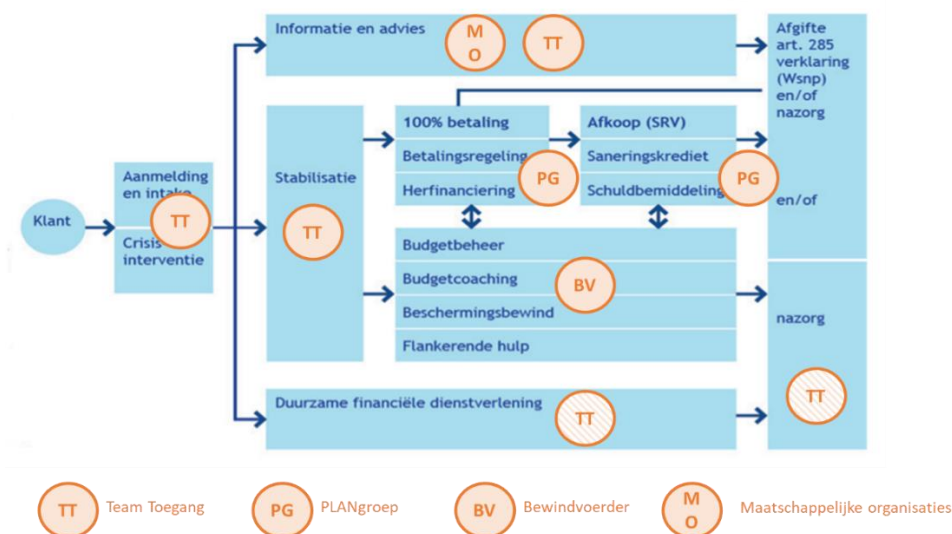 Klant
Aanmelding
en intake
TT
Crisis
interventie
Informatie en advies
M
O
TT
Stabilisatie
TT
100% betaling
Betalingsregeling
Herfinanciering
PG
Afkoop (SRV)
Saneringskrediet
Schuldbemiddeling
PG
Budgetbeheer
Budgetcoaching
BV
Beschermingsbewind
Flankerende hulp
Duurzame financiële dienstverlening
TT
Afgifte
art. 285
verklaring
(Wsnp)
en/of
nazorg
en/of
nazorg
TT
TT Team Toegang
PG PLANgroep
BV Bewindvoerder
M
O
Maatschappelijke organisaties